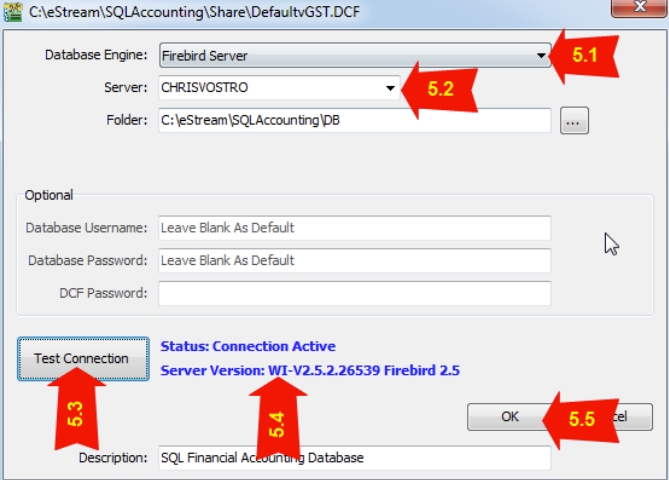 C:\eStream\SQLAccounting\Share\DefaultvGST.DCF
Database Engine: Firebird Server 5.1
Server: CHRISVOSTRO 5.2
Folder: C:\eStream\SQLAccounting\DB ...
Optional
Database Username: Leave Blank As Default
Database Password: Leave Blank As Default
DCF Password:
Test Connection
Status: Connection Active
Server Version: WI-V2.5.2.26539 Firebird 2.5
5.3
5.4
OK 5.5 cel
Description: SQL Financial Accounting Database